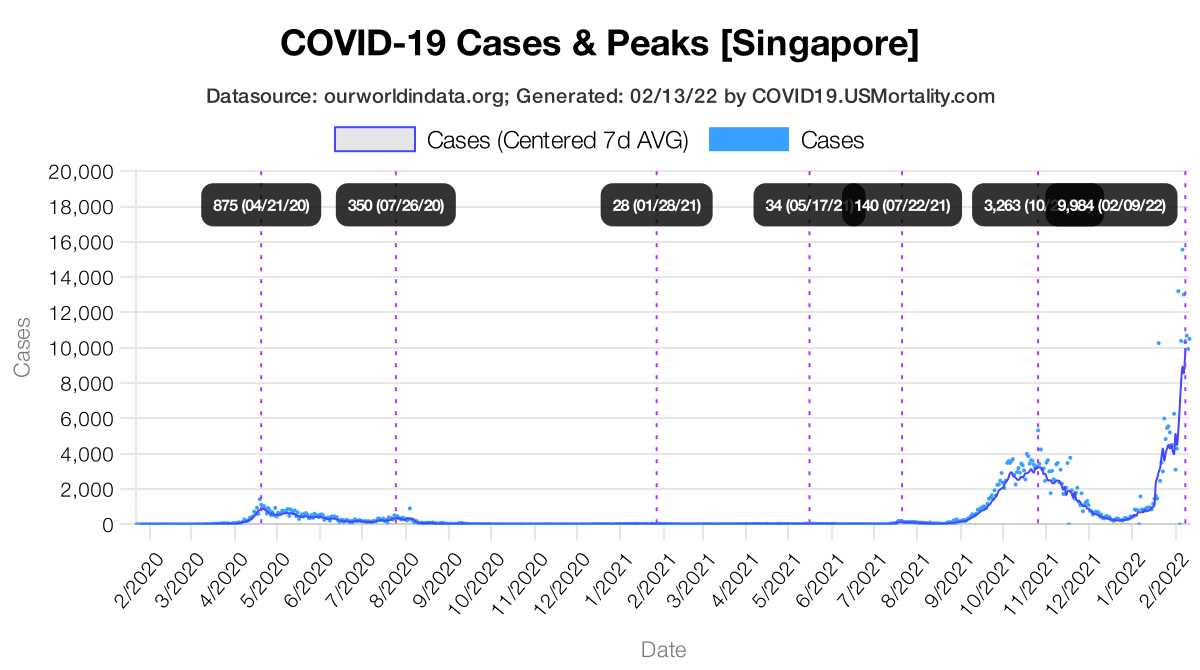 COVID-19 Cases & Peaks [Singapore]
Datasource: ourworldindata.org; Generated: 02/13/22 by COVID19.USMortality.com
Cases (Centered 7d AVG) Cases
20,000
18,000
16,000
14,000
12,000
10,000
8,000
6,000
4,000
2,000
0
Cases
875 (04/21/20) 350 (07/26/20) 28 (01/28/21) 34 (05/17/21) 140 (07/22/21) 3,263 (10/ 9,984 (02/09/22)
2/2020 3/2020 4/2020 5/2020 6/2020 7/2020 8/2020 9/2020 10/2020 11/2020 12/2020 1/2021 2/2021 3/2021 4/2021 5/2021 6/2021 7/2021 8/2021 9/2021 10/2021 11/2021 12/2021 1/2022 2/2022
Date